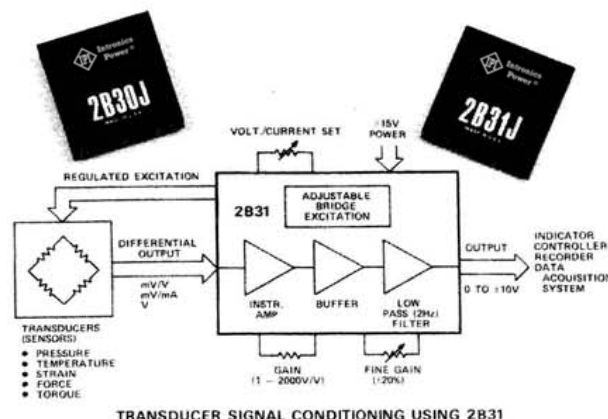 Intronics
Power®
2B30J
Intronics
Power®
2B31J
VOLT./CURRENT SET
±15V
POWER
REGULATED EXCITATION
2B31
ADJUSTABLE
BRIDGE
EXCITATION
DIFFERENTIAL
OUTPUT
mV/V
mV/mA
V
INSTR.
AMP
BUFFER
LOW
PASS (2Hz)
FILTER
OUTPUT
0 TO ±10V
INDICATOR
CONTROLLER
RECORDER
DATA
ACQUISITION
SYSTEM
TRANSDUCERS
(SENSORS)
• PRESSURE
• TEMPERATURE
• STRAIN
• FORCE
• TORQUE
GAIN
(1 – 2000V/V)
FINE GAIN
(±20%)
TRANSDUCER SIGNAL CONDITIONING USING 2B31